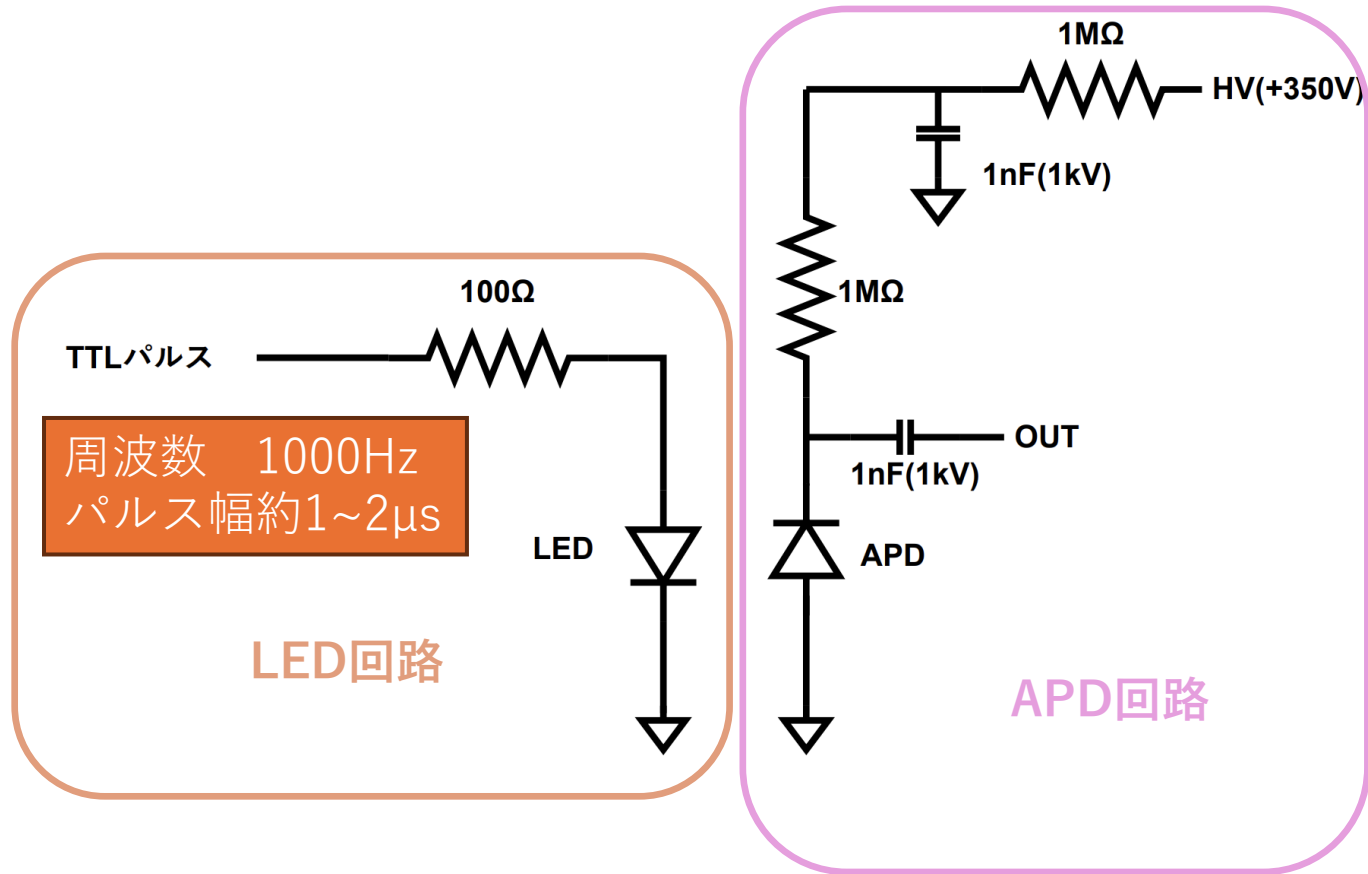 1MΩ
HV(+350V)
1nF(1kV)
1MΩ
OUT
1nF(1kV)
APD
APD回路
100Ω
TTLパルス
周波数　1000Hz
パルス幅約1~2μs
LED
LED回路